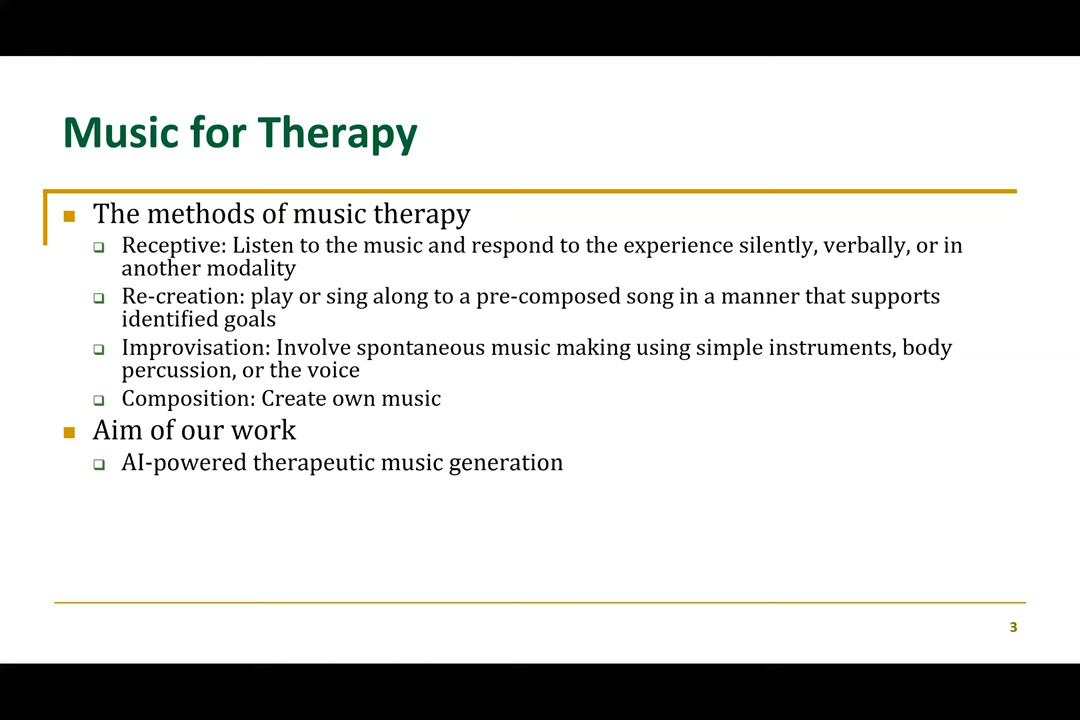 Music for Therapy
The methods of music therapy
Receptive: Listen to the music and respond to the experience silently, verbally, or in
another modality
Re-creation: play or sing along to a pre-composed song in a manner that supports
identified goals
Improvisation: Involve spontaneous music making using simple instruments, body
percussion, or the voice
Composition: Create own music
Aim of our work
AI-powered therapeutic music generation
3